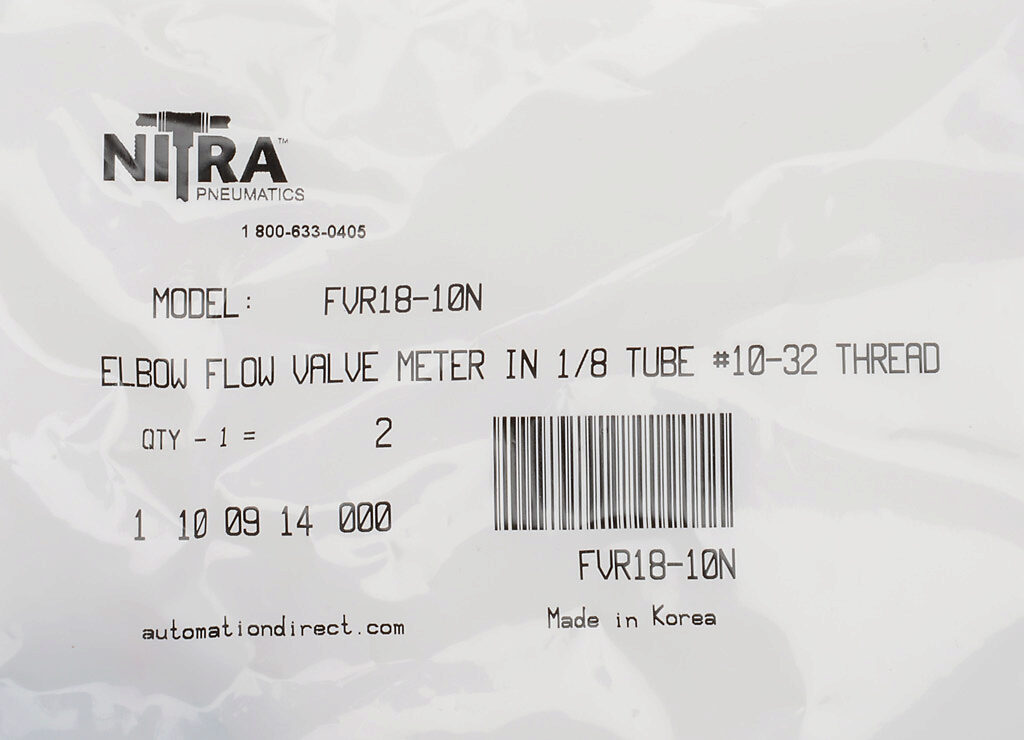 NITRA™
PNEUMATICS
1 800-633-0405
MODEL: FVR18-10N
ELBOW FLOW VALVE METER IN 1/8 TUBE #10-32 THREAD
QTY - 1 = 2
1 10 09 14 000
FVR18-10N
automationdirect.com
Made in Korea